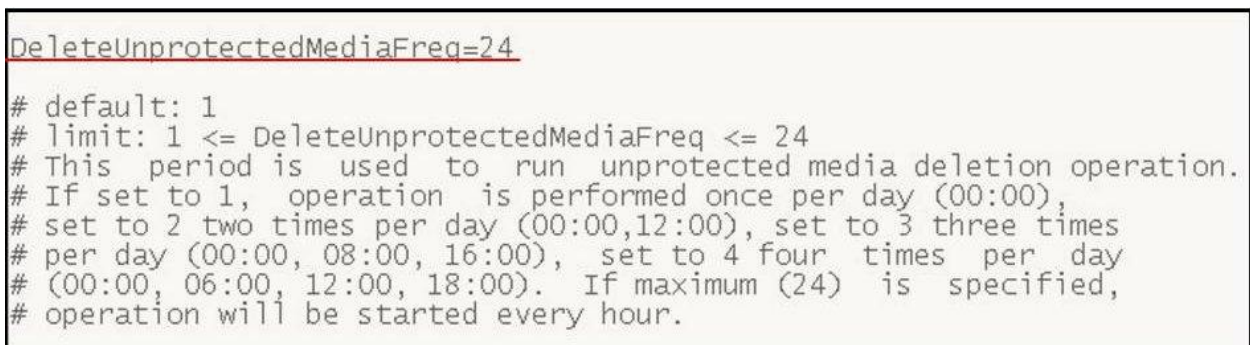 DeleteUnprotectedMediaFreq=24
# default: 1
# limit: 1 <= DeleteUnprotectedMediaFreq <= 24
# This period is used to run unprotected media deletion operation.
# If set to 1, operation is performed once per day (00:00),
# set to 2 two times per day (00:00,12:00), set to 3 three times
# per day (00:00, 08:00, 16:00), set to 4 four times per day
# (00:00, 06:00, 12:00, 18:00). If maximum (24) is specified,
# operation will be started every hour.